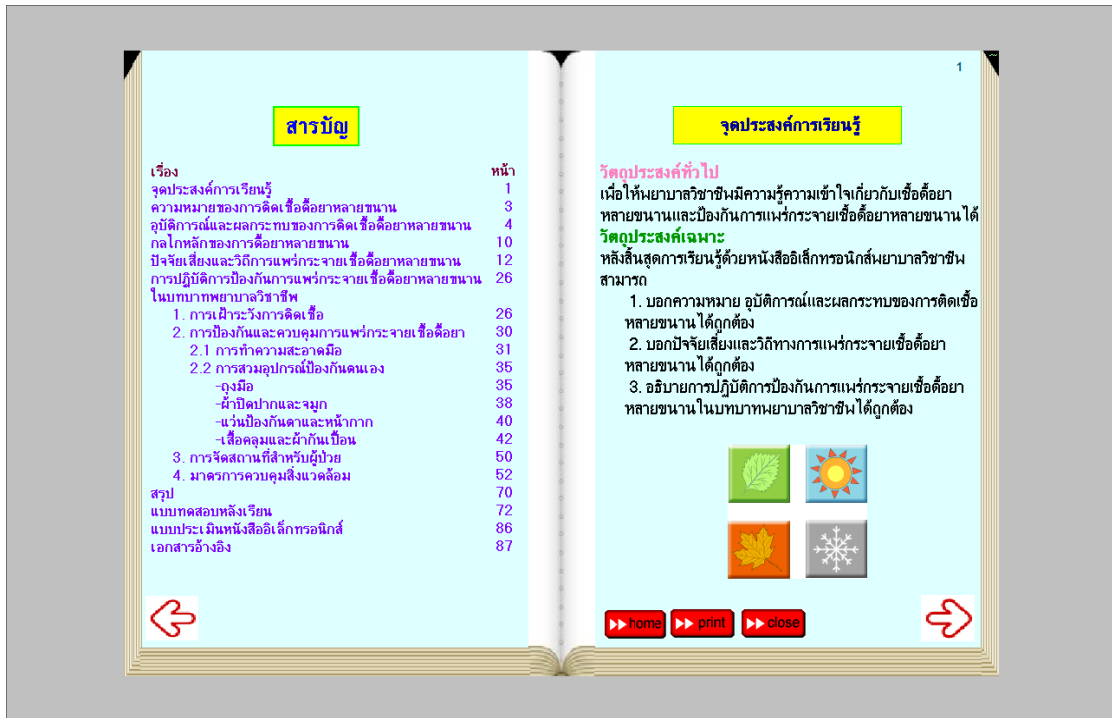 สารบัญ
เรื่อง หน้า
จุดประสงค์การเรียนรู้ 1
ความหมายของการติดเชื้อดื้อยาหลายขนาน 3
อุบัติการณ์และผลกระทบของการติดเชื้อดื้อยาหลายขนาน 4
กลไกหลักของการดื้อยาหลายขนาน 10
ปัจจัยเสี่ยงและวิถีการแพร่กระจายเชื้อดื้อยาหลายขนาน 12
การปฏิบัติการป้องกันการแพร่กระจายเชื้อดื้อยาหลายขนาน 26
ในบทบาทพยาบาลวิชาชีพ
1. การเฝ้าระวังการติดเชื้อ 26
2. การป้องกันและควบคุมการแพร่กระจายเชื้อดื้อยา 30
2.1 การทำความสะอาดมือ 31
2.2 การสวมอุปกรณ์ป้องกันตนเอง 35
-ถุงมือ 35
-ผ้าปิดปากและจมูก 38
-แว่นป้องกันตาและหน้ากาก 40
-เสื้อคลุมและผ้ากันเปื้อน 42
3. การจัดสถานที่สำหรับผู้ป่วย 50
4. มาตรการควบคุมสิ่งแวดล้อม 52
สรุป 70
แบบทดสอบหลังเรียน 72
แบบประเมินหนังสืออิเล็กทรอนิกส์ 86
เอกสารอ้างอิง 87
1
จุดประสงค์การเรียนรู้
วัตถุประสงค์ทั่วไป
เพื่อให้พยาบาลวิชาชีพมีความรู้ความเข้าใจเกี่ยวกับเชื้อดื้อยา
หลายขนานและป้องกันการแพร่กระจายเชื้อดื้อยาหลายขนานได้
วัตถุประสงค์เฉพาะ
หลังสิ้นสุดการเรียนรู้ด้วยหนังสืออิเล็กทรอนิกส์พยาบาลวิชาชีพ
สามารถ
1. บอกความหมาย อุบัติการณ์และผลกระทบของการติดเชื้อ
หลายขนานได้ถูกต้อง
2. บอกปัจจัยเสี่ยงและวิถีทางการแพร่กระจายเชื้อดื้อยา
หลายขนานได้ถูกต้อง
3. อธิบายการปฏิบัติการป้องกันการแพร่กระจายเชื้อดื้อยา
หลายขนานในบทบาทพยาบาลวิชาชีพได้ถูกต้อง
home print close